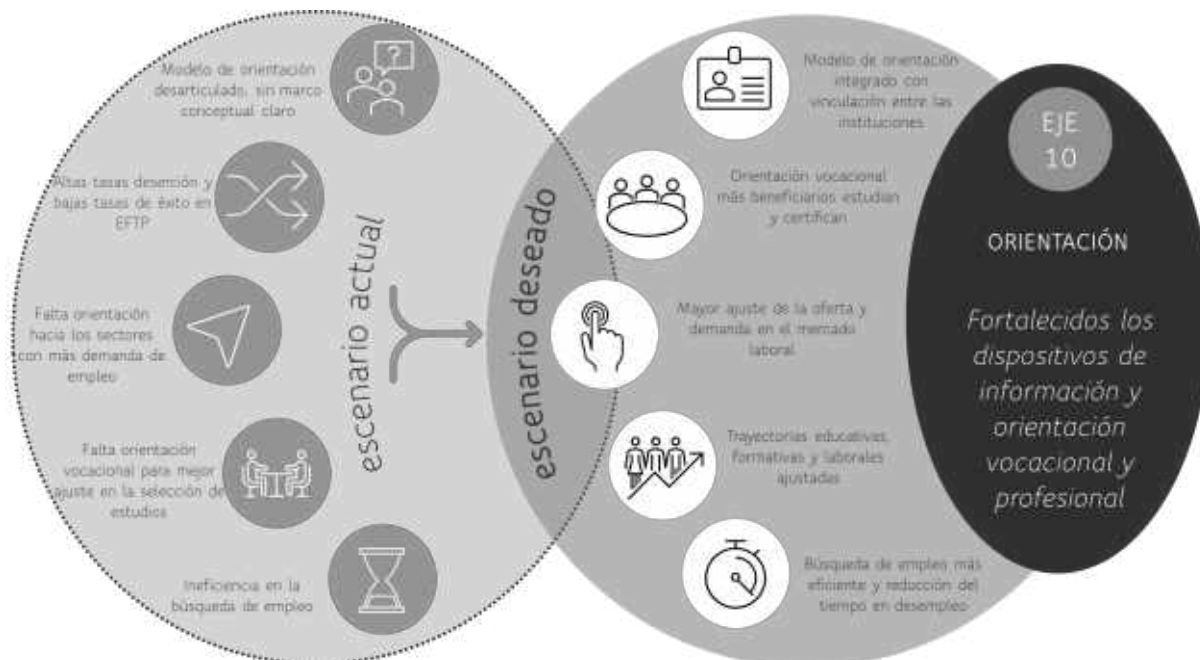 Modelo de orientación
desarticulado, sin marco
conceptual claro
Altas tasas deserción y
bajas tasas de éxito en
EFTP
Falta orientación
hacia los sectores
con más demanda de
empleo
Falta orientación
vocacional para mejor
ajuste en la selección de
estudios
Ineficiencia en la
búsqueda de empleo
?
escenario actual
escenario deseado
Modelo de orientación
integrado con
vinculación entre las
instituciones
Orientación vocacional
más beneficiarios estudian
y certifican
Mayor ajuste de la oferta y
demanda en el mercado
laboral
Trayectorias educativas,
formativas y laborales
ajustadas
Búsqueda de empleo más
eficiente y reducción del
tiempo en desempleo
EJE
10
ORIENTACIÓN
Fortalecidos los
dispositivos de
información y
orientación
vocacional y
profesional